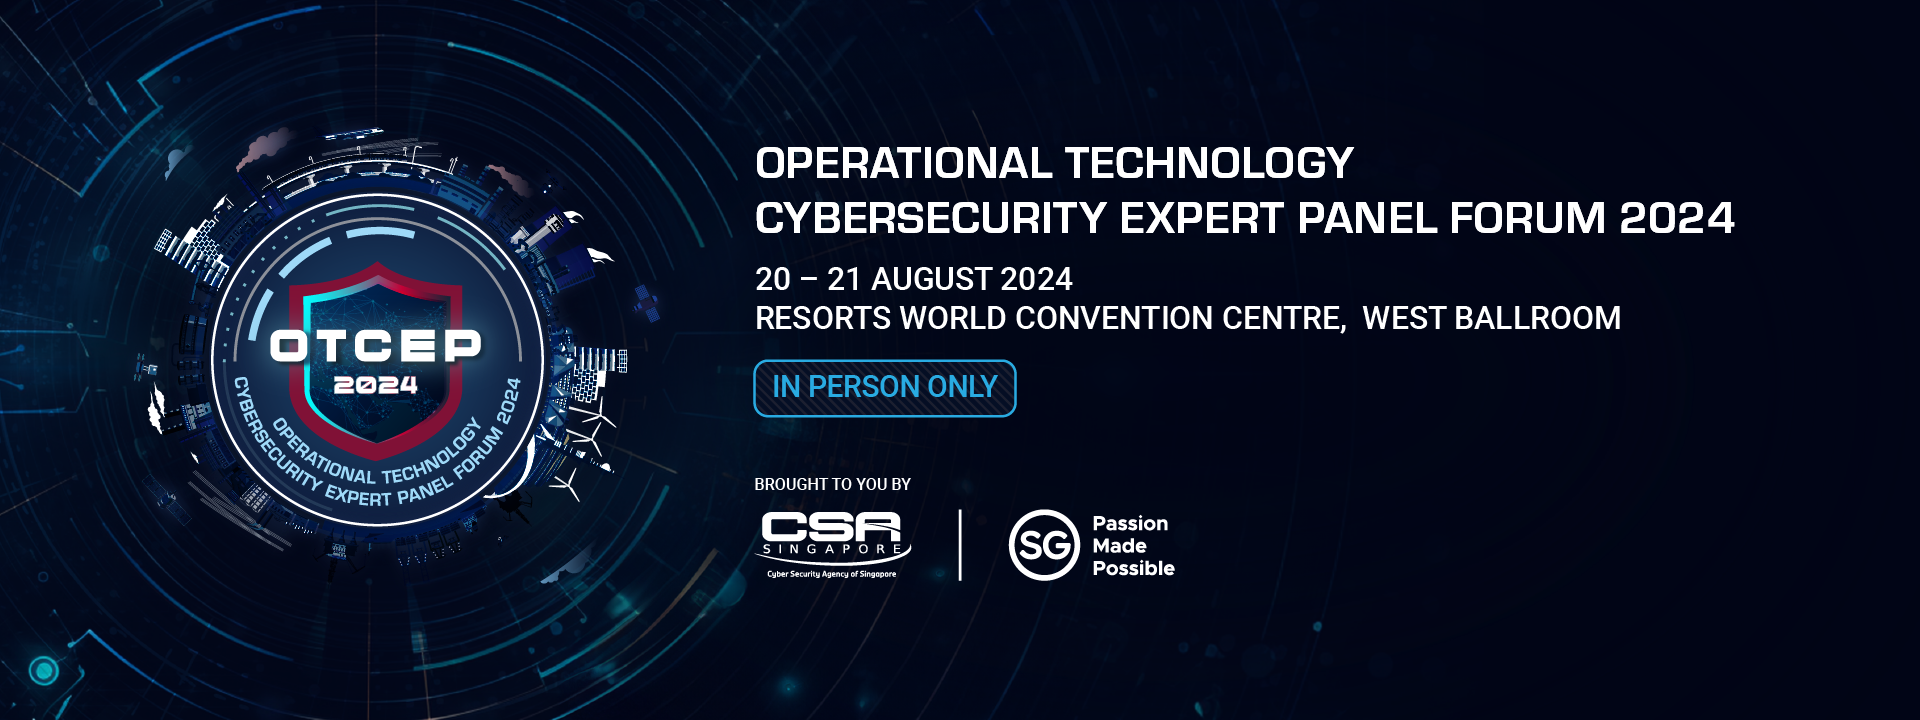 OTCEP
2024
OPERATIONAL TECHNOLOGY
CYBERSECURITY EXPERT PANEL FORUM 2024
OPERATIONAL TECHNOLOGY
CYBERSECURITY EXPERT PANEL FORUM 2024
20 – 21 AUGUST 2024
RESORTS WORLD CONVENTION CENTRE, WEST BALLROOM
IN PERSON ONLY
BROUGHT TO YOU BY
CSA
SINGAPORE
Cyber Security Agency of Singapore
SG
Passion
Made
Possible